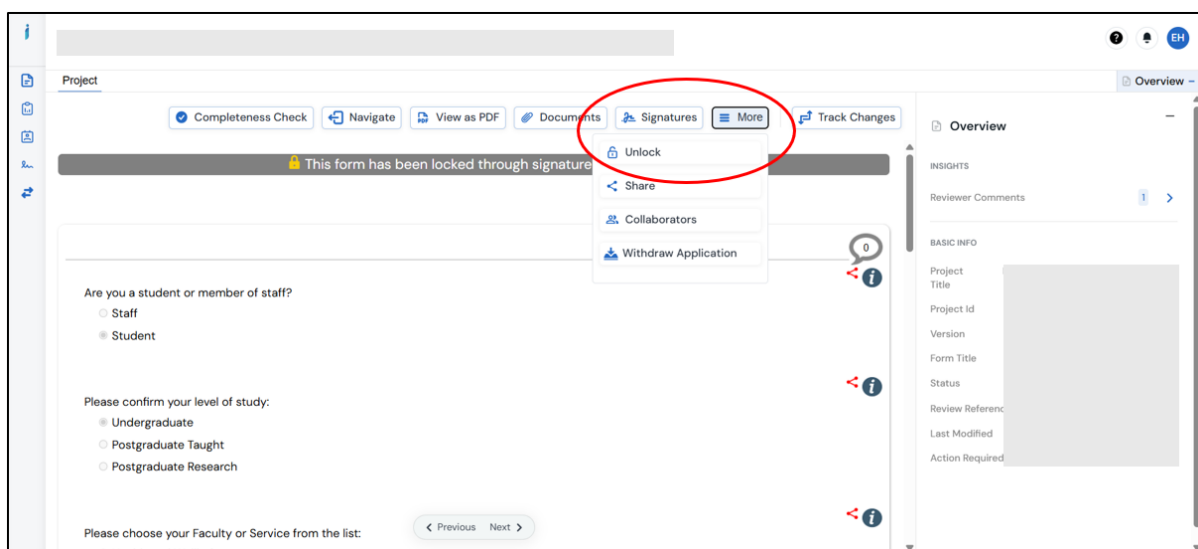 EH
Project
Overview –
Completeness Check
Navigate
PDF
View as PDF
Documents
Signatures
More
Track Changes
Unlock
Share
Collaborators
Withdraw Application
This form has been locked through signature
0
Are you a student or member of staff?
Staff
Student
Please confirm your level of study:
Undergraduate
Postgraduate Taught
Postgraduate Research
Please choose your Faculty or Service from the list:
Previous Next
Overview
INSIGHTS
Reviewer Comments 1
BASIC INFO
Project
Title
Project Id
Version
Form Title
Status
Review Referenc
Last Modified
Action Required